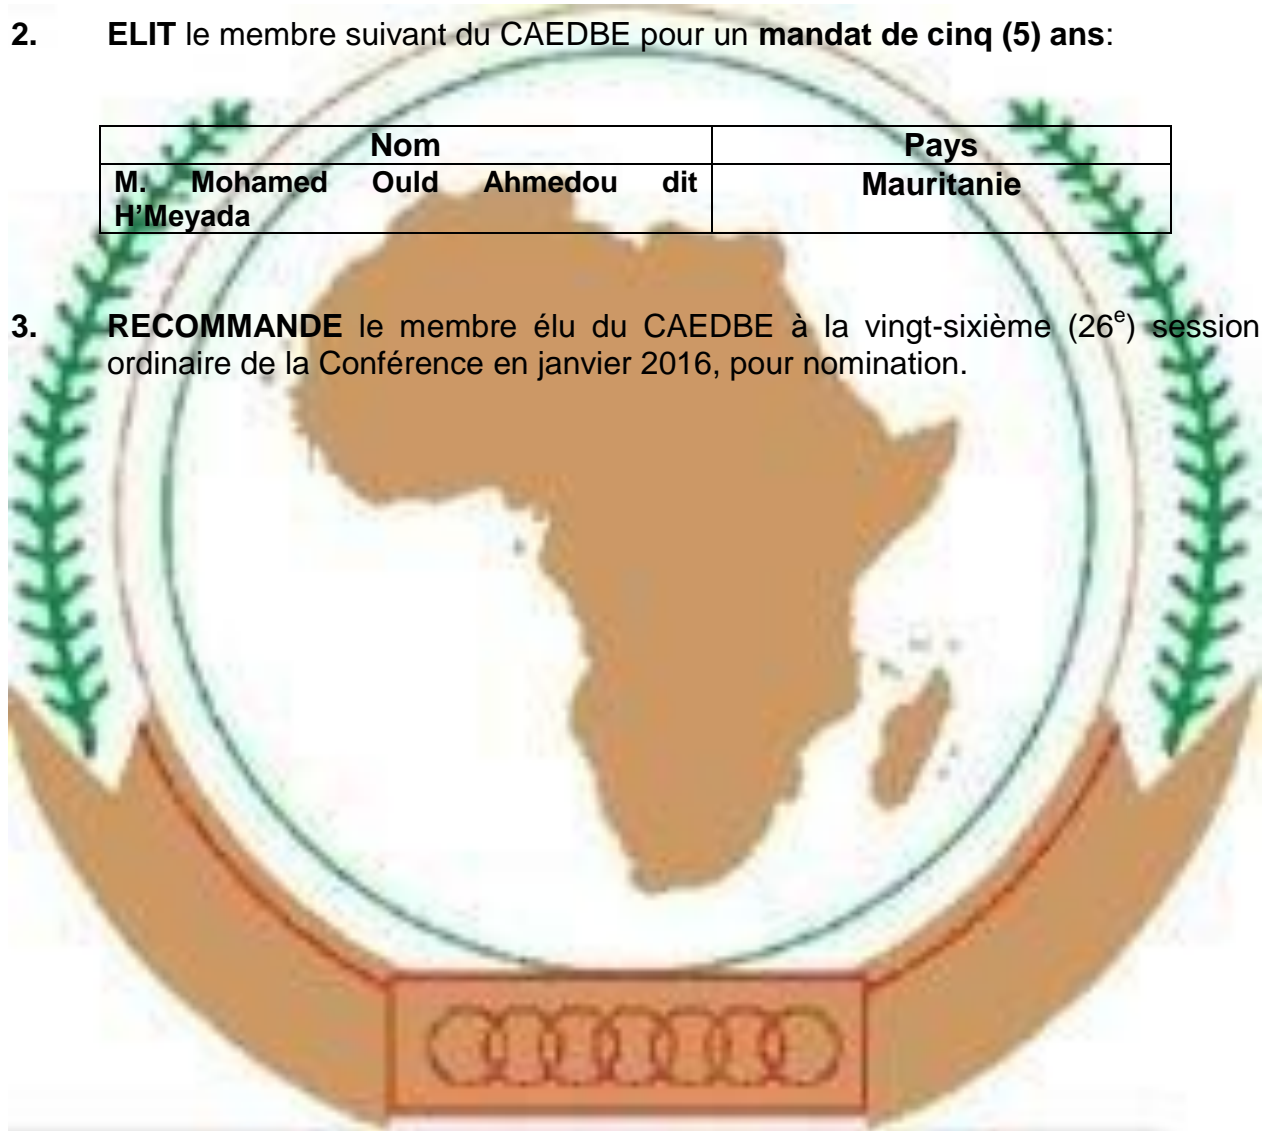 2. ELIT le membre suivant du CAEDBE pour un mandat de cinq (5) ans:
Nom Pays
M. Mohamed Ould Ahmedou dit Mauritanie
H’Meyada
3. RECOMMANDE le membre élu du CAEDBE à la vingt-sixième (26e) session
ordinaire de la Conférence en janvier 2016, pour nomination.